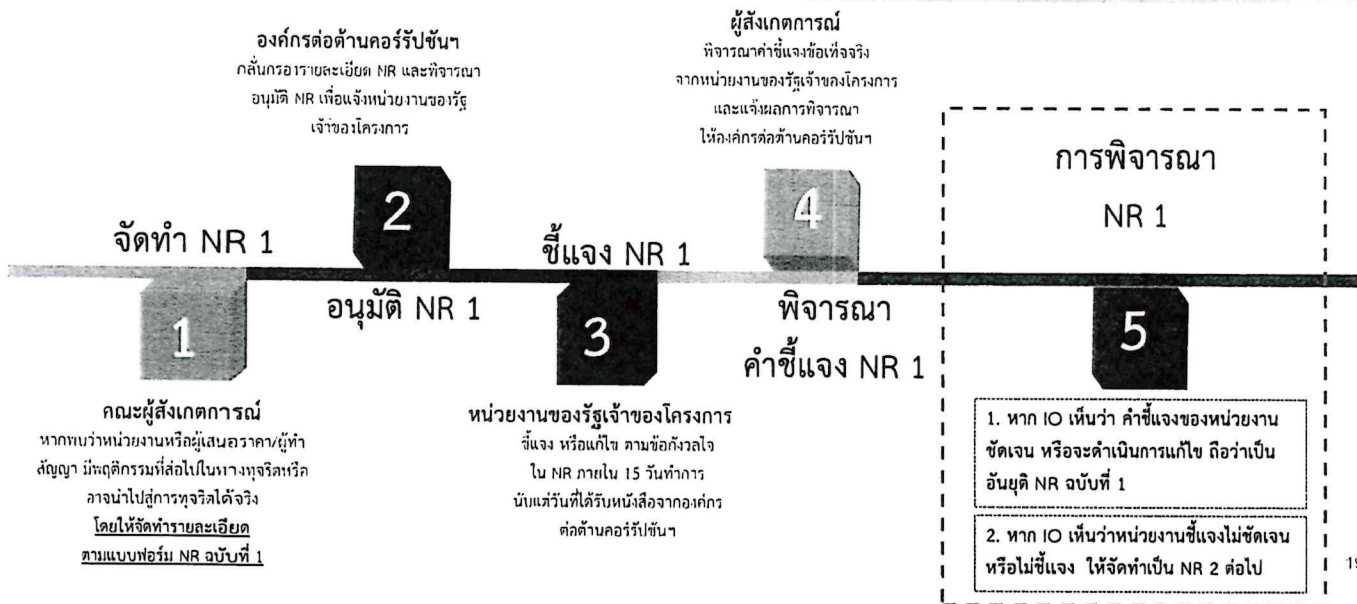 องค์กรต่อต้านคอร์รัปชันฯ
กลั่นกรองรายละเอียด NR และพิจารณา
อนุมัติ NR เพื่อแจ้งหน่วยงานของรัฐ
เจ้าของโครงการ
ผู้สังเกตการณ์
พิจารณาคำชี้แจงข้อเท็จจริง
จากหน่วยงานของรัฐเจ้าของโครงการ
และแจ้งผลการพิจารณา
ให้องค์กรต่อต้านคอร์รัปชันฯ
การพิจารณา
NR 1
2
4
จัดทำ NR 1
ชี้แจง NR 1
1
อนุมัติ NR 1
3
พิจารณา
คำชี้แจง NR 1
5
คณะผู้สังเกตการณ์
หากพบว่าหน่วยงานหรือผู้เสนอราคา/ผู้ทำ
สัญญา มีพฤติกรรมที่ส่อไปในทางทุจริตหรือ
อาจนำไปสู่การทุจริตได้จริง
โดยให้จัดทำรายละเอียด
ตามแบบฟอร์ม NR ฉบับที่ 1
หน่วยงานของรัฐเจ้าของโครงการ
ชี้แจง หรือแก้ไข ตามข้อกังวลใจ
ใน NR ภายใน 15 วันทำการ
นับแต่วันที่ได้รับหนังสือจากองค์กร
ต่อต้านคอร์รัปชันฯ
1. หาก IO เห็นว่า คำชี้แจงของหน่วยงาน
ชัดเจน หรือจะดำเนินการแก้ไข ถือว่าเป็น
อันยุติ NR ฉบับที่ 1
2. หาก IO เห็นว่าหน่วยงานชี้แจงไม่ชัดเจน
หรือไม่ชี้แจง ให้จัดทำเป็น NR 2 ต่อไป
19